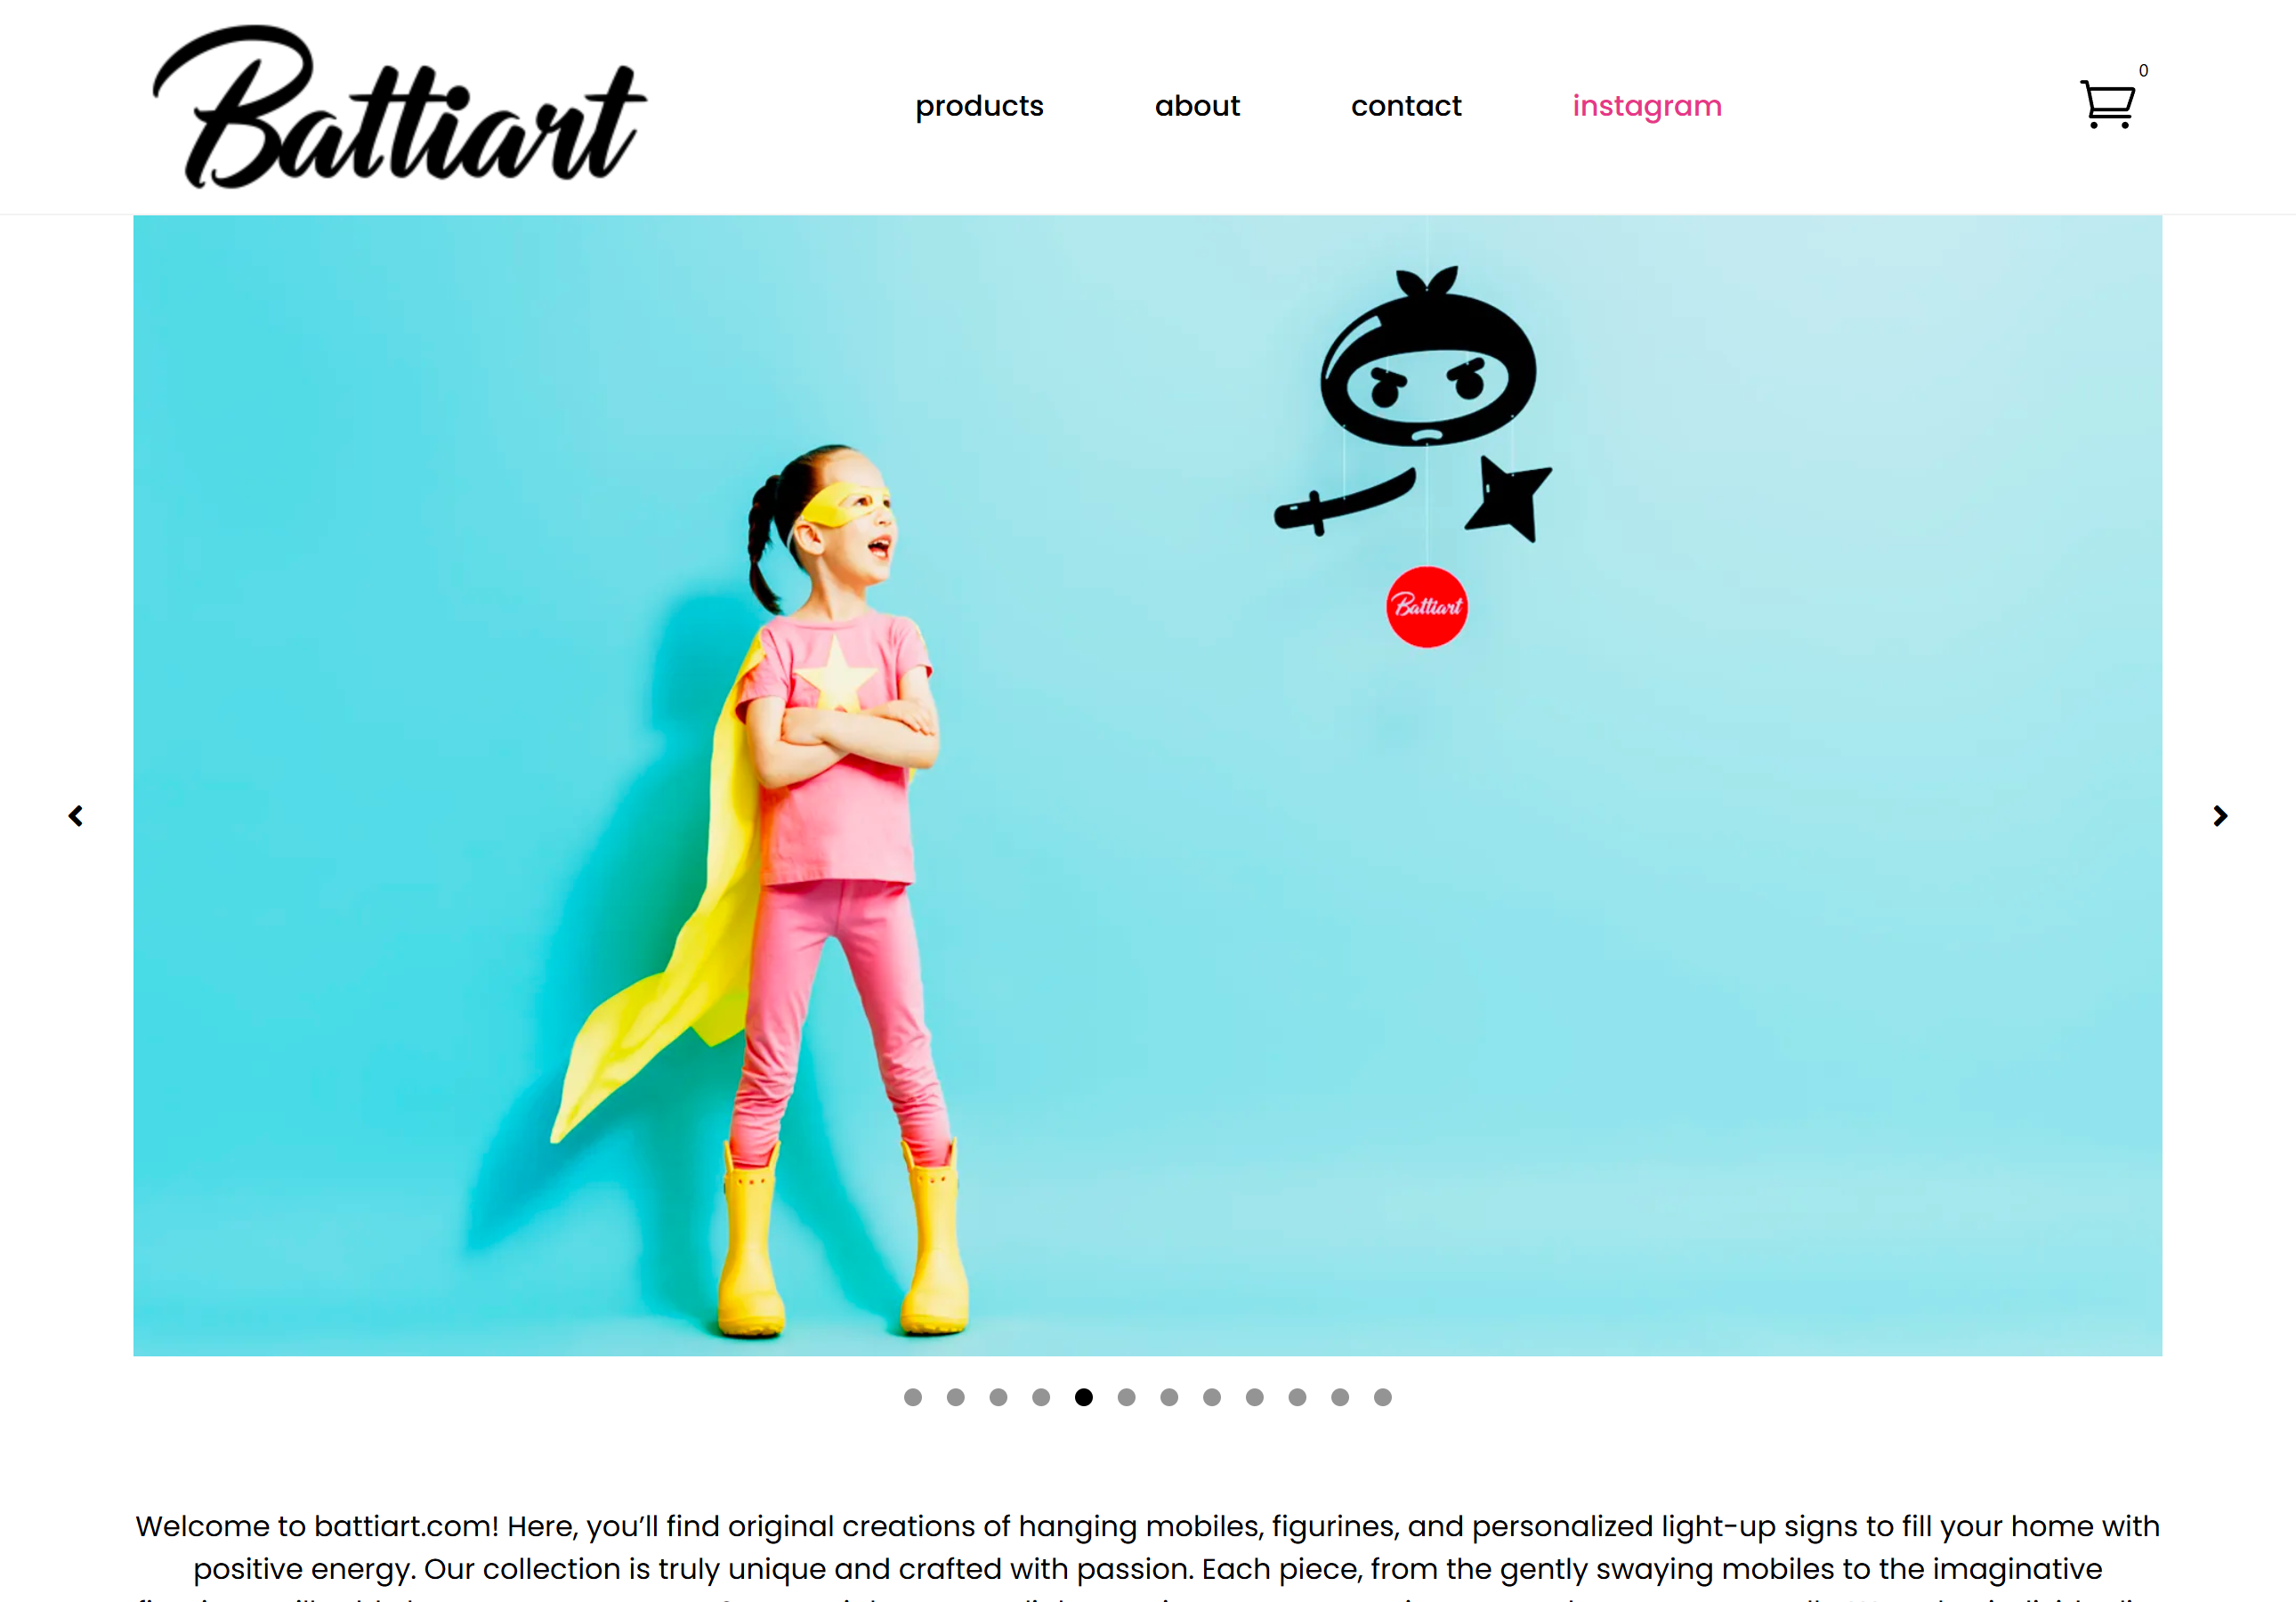 Battiart
products
about
contact
instagram
0
Battiart
Welcome to battiart.com! Here, you’ll find original creations of hanging mobiles, figurines, and personalized light-up signs to fill your home with
positive energy. Our collection is truly unique and crafted with passion. Each piece, from the gently swaying mobiles to the imaginative